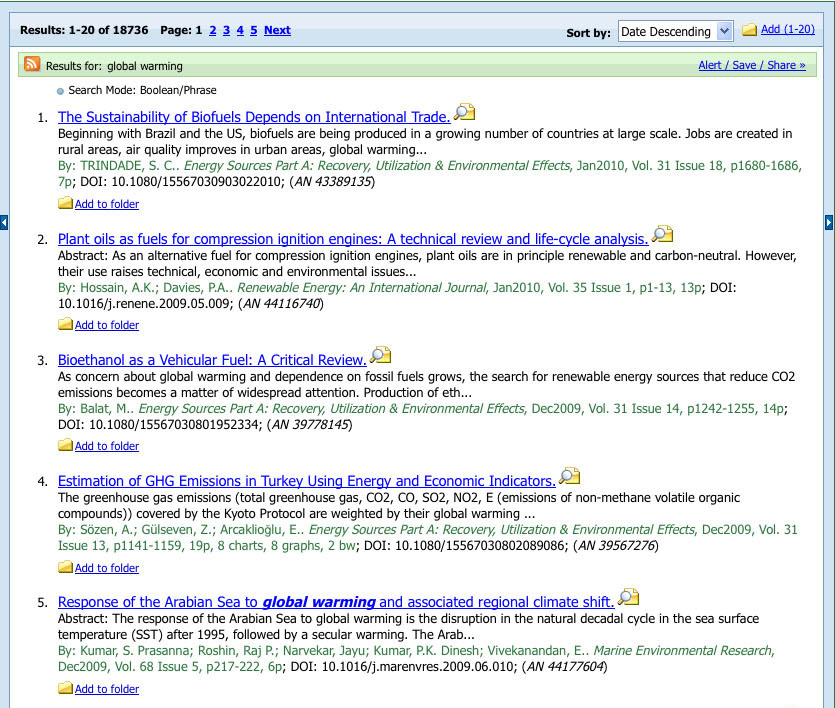 Results: 1-20 of 18736 Page: 1 2 3 4 5 Next
Sort by: Date Descending Add (1-20)
Results for: global warming Alert / Save / Share »
Search Mode: Boolean/Phrase
1. The Sustainability of Biofuels Depends on International Trade.
Beginning with Brazil and the US, biofuels are being produced in a growing number of countries at large scale. Jobs are created in
rural areas, air quality improves in urban areas, global warming...
By: TRINDADE, S. C.. Energy Sources Part A: Recovery, Utilization & Environmental Effects, Jan2010, Vol. 31 Issue 18, p1680-1686,
7p; DOI: 10.1080/15567030903022010; (AN 43389135)
Add to folder
2. Plant oils as fuels for compression ignition engines: A technical review and life-cycle analysis.
Abstract: As an alternative fuel for compression ignition engines, plant oils are in principle renewable and carbon-neutral. However,
their use raises technical, economic and environmental issues...
By: Hossain, A.K.; Davies, P.A.. Renewable Energy: An International Journal, Jan2010, Vol. 35 Issue 1, p1-13, 13p; DOI:
10.1016/j.renene.2009.05.009; (AN 44116740)
Add to folder
3. Bioethanol as a Vehicular Fuel: A Critical Review.
As concern about global warming and dependence on fossil fuels grows, the search for renewable energy sources that reduce CO2
emissions becomes a matter of widespread attention. Production of eth...
By: Balat, M.. Energy Sources Part A: Recovery, Utilization & Environmental Effects, Dec2009, Vol. 31 Issue 14, p1242-1255, 14p;
DOI: 10.1080/15567030801952334; (AN 39778145)
Add to folder
4. Estimation of GHG Emissions in Turkey Using Energy and Economic Indicators.
The greenhouse gas emissions (total greenhouse gas, CO2, CO, SO2, NO2, E (emissions of non-methane volatile organic
compounds)) covered by the Kyoto Protocol are weighted by their global warming ...
By: Sözen, A.; Gülseven, Z.; Arcaklioğlu, E.. Energy Sources Part A: Recovery, Utilization & Environmental Effects, Dec2009, Vol. 31
Issue 13, p1141-1159, 19p, 8 charts, 8 graphs, 2 bw; DOI: 10.1080/15567030802089086; (AN 39567276)
Add to folder
5. Response of the Arabian Sea to global warming and associated regional climate shift.
Abstract: The response of the Arabian Sea to global warming is the disruption in the natural decadal cycle in the sea surface
temperature (SST) after 1995, followed by a secular warming. The Arab...
By: Kumar, S. Prasanna; Roshin, Raj P.; Narvekar, Jayu; Kumar, P.K. Dinesh; Vivekanandan, E.. Marine Environmental Research,
Dec2009, Vol. 68 Issue 5, p217-222, 6p; DOI: 10.1016/j.marenvres.2009.06.010; (AN 44177604)
Add to folder